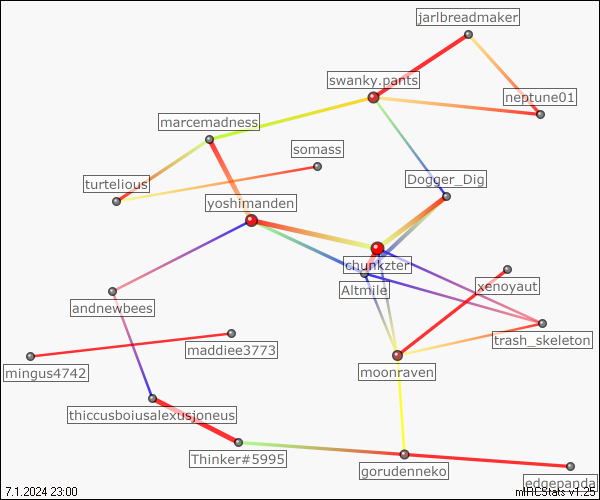 jarlbreadmaker
swanky.pants
neptune01
marcemadness
somass
turtelious
Dogger_Dig
yoshimanden
chunkzter
Altmile
xenoyaut
andnewbees
trash_skeleton
maddiee3773
mingus4742
moonraven
thiccusboiusalexusjoneus
Thinker#5995
gorudenneko
edgepanda
7.1.2024 23:00
mIRCStats v1.25